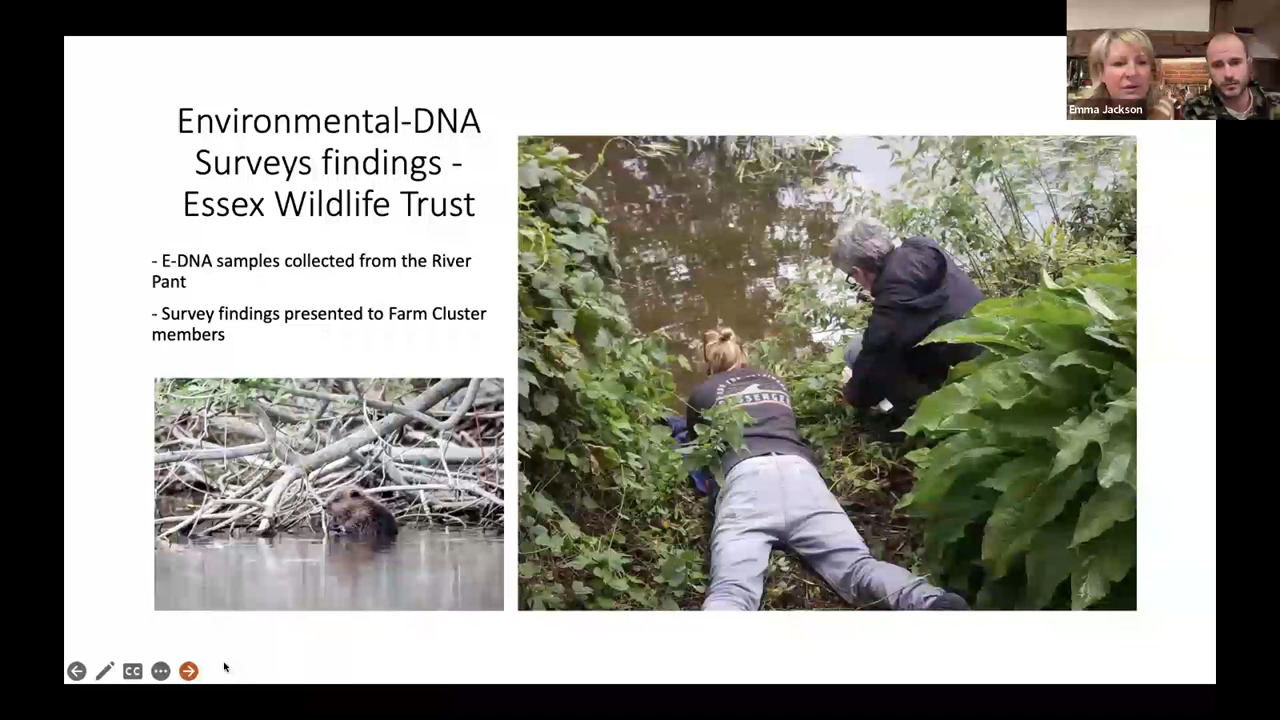 Emma Jackson
Environmental-DNA
Surveys findings -
Essex Wildlife Trust
- E-DNA samples collected from the River
Pant
- Survey findings presented to Farm Cluster
members
CC